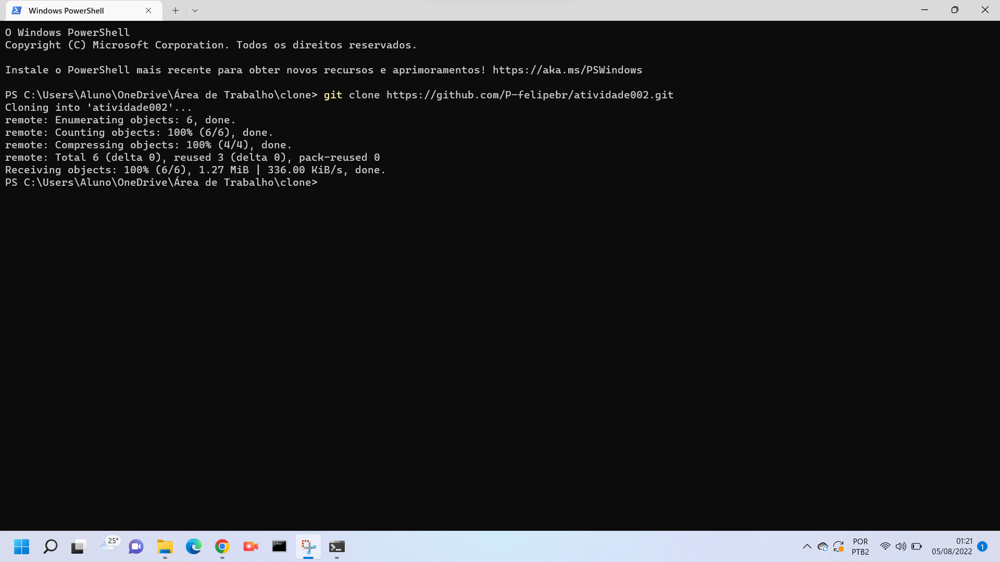 Windows PowerShell
O Windows PowerShell
Copyright (C) Microsoft Corporation. Todos os direitos reservados.
Instale o PowerShell mais recente para obter novos recursos e aprimoramentos! https://aka.ms/PSWindows
PS C:\Users\Aluno\OneDrive\Área de Trabalho\clone> git clone https://github.com/P-felipebr/atividade002.git
Cloning into 'atividade002'...
remote: Enumerating objects: 6, done.
remote: Counting objects: 100% (6/6), done.
remote: Compressing objects: 100% (4/4), done.
remote: Total 6 (delta 0), reused 3 (delta 0), pack-reused 0
Receiving objects: 100% (6/6), 1.27 MiB | 336.00 KiB/s, done.
PS C:\Users\Aluno\OneDrive\Área de Trabalho\clone>
25°
POR
PTB2
01:21
05/08/2022
1